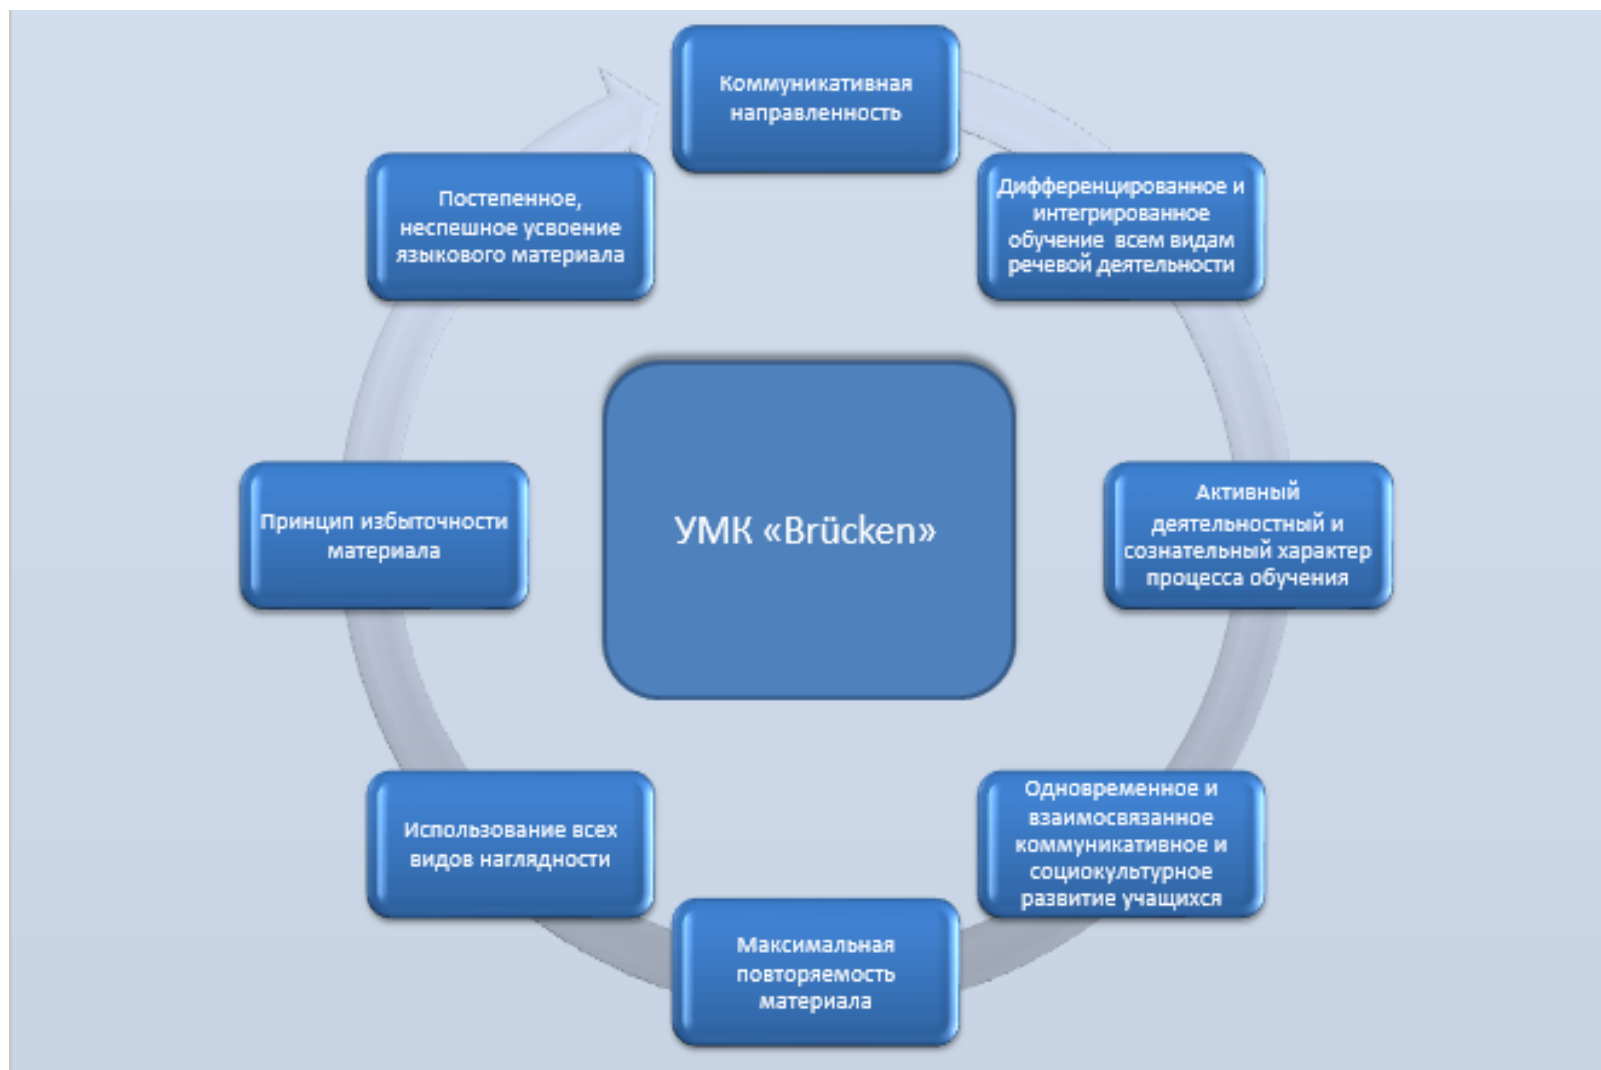 Коммуникативная
направленность
Дифференцированное и
интегрированное
обучение всем видам
речевой деятельности
Активный
деятельностный и
сознательный характер
процесса обучения
Одновременное и
взаимосвязанное
коммуникативное и
социокультурное
развитие учащихся
Максимальная
повторяемость
материала
Использование всех
видов наглядности
Принцип избыточности
материала
Постепенное,
неспешное усвоение
языкового материала
УМК «Brücken»